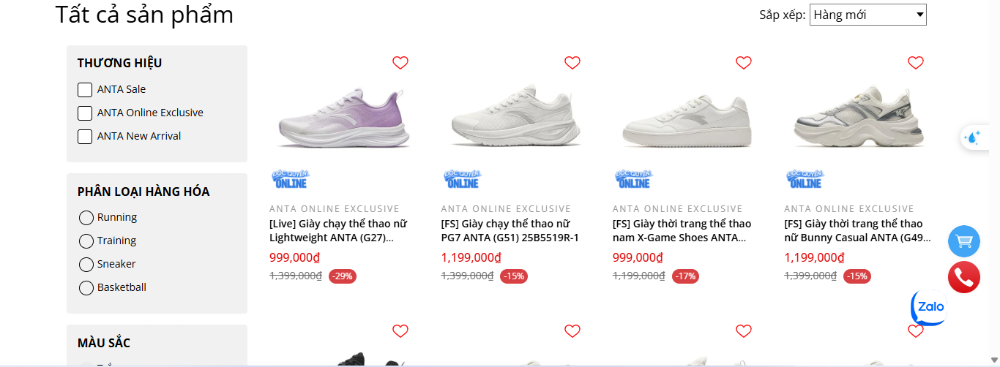 Tất cả sản phẩm
Sắp xếp: Hàng mới
THƯƠNG HIỆU
ANTA Sale
ANTA Online Exclusive
ANTA New Arrival
PHÂN LOẠI HÀNG HÓA
Running
Training
Sneaker
Basketball
MÀU SẮC
ĐỘC QUYỀN
ONLINE
ANTA ONLINE EXCLUSIVE
[Live] Giày chạy thể thao nữ
Lightweight ANTA (G27)...
999,000₫
1,399,000₫ -29%
ĐỘC QUYỀN
ONLINE
ANTA ONLINE EXCLUSIVE
[FS] Giày chạy thể thao nữ
PG7 ANTA (G51) 25B5519R-1
1,199,000₫
1,399,000₫ -15%
ĐỘC QUYỀN
ONLINE
ANTA ONLINE EXCLUSIVE
[FS] Giày thời trang thể thao
nam X-Game Shoes ANTA...
999,000₫
1,199,000₫ -17%
ĐỘC QUYỀN
ONLINE
ANTA ONLINE EXCLUSIVE
[FS] Giày thời trang thể thao
nữ Bunny Casual ANTA (G49...
1,199,000₫
1,399,000₫ -15%
Zalo